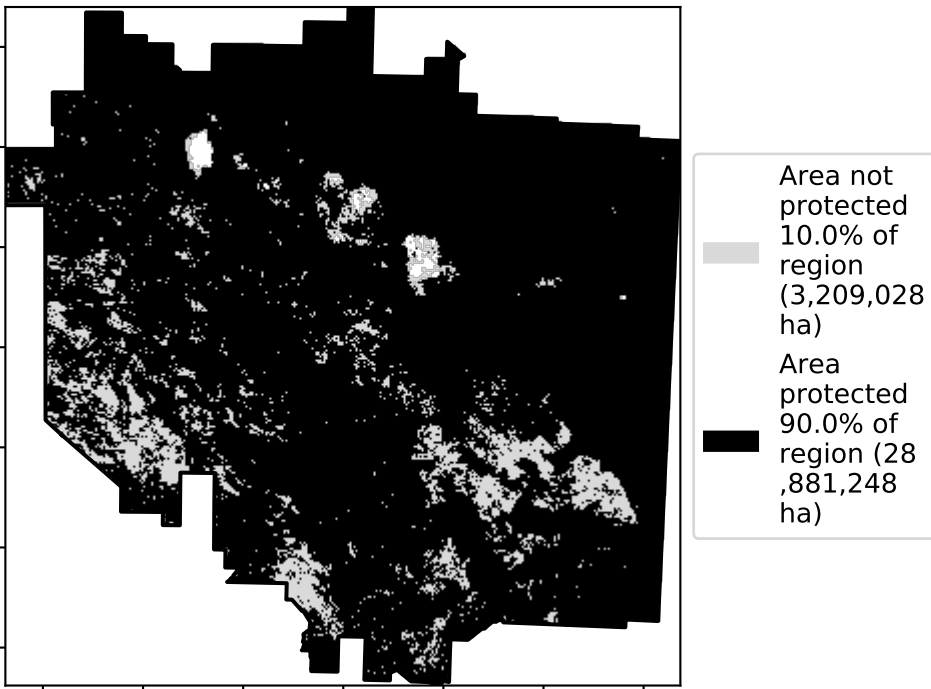 Area not
protected
10.0% of
region
(3,209,028
ha)
Area
protected
90.0% of
region (28
,881,248
ha)